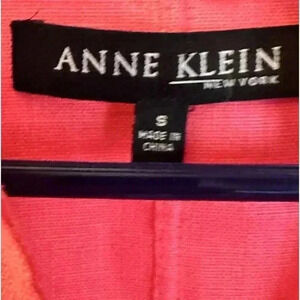 ANNE KLEIN
NEW YORK
S
MADE IN
CHINA